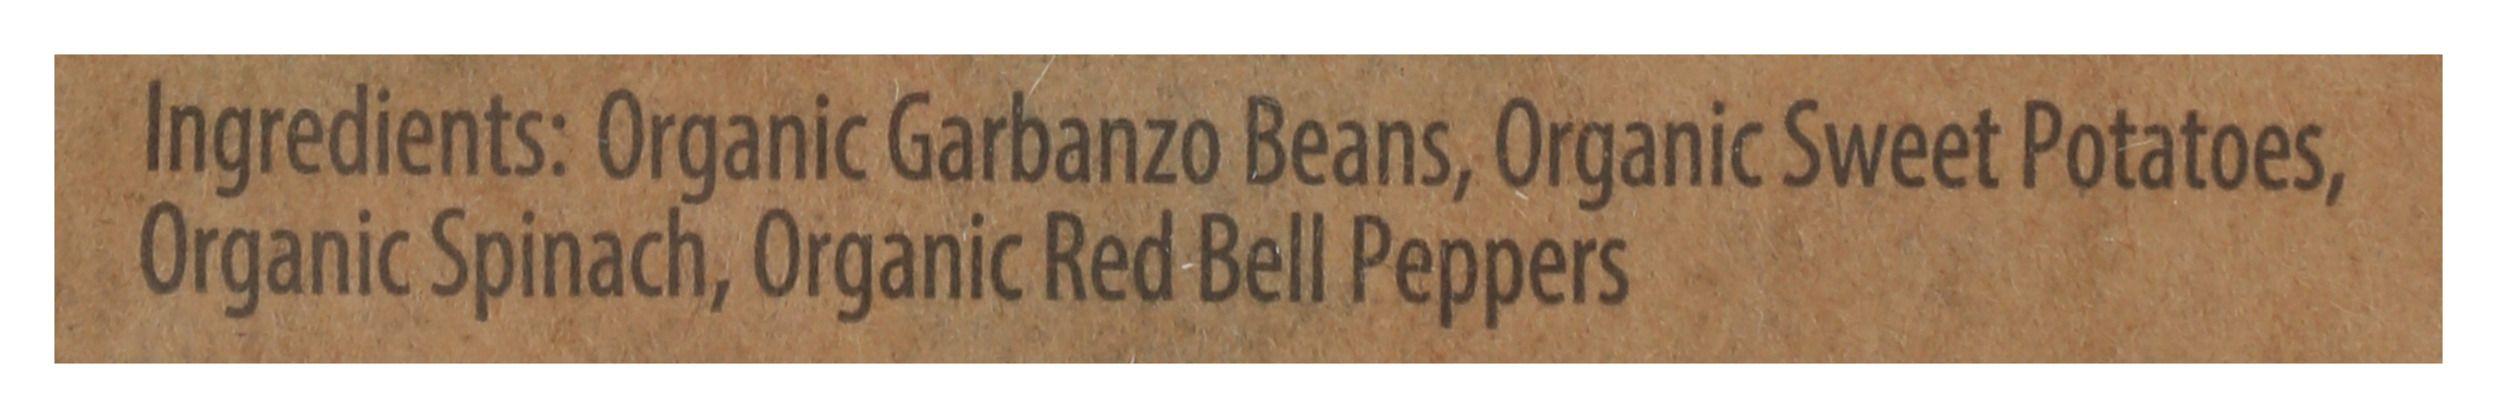 Ingredients: Organic Garbanzo Beans, Organic Sweet Potatoes,
Organic Spinach, Organic Red Bell Peppers